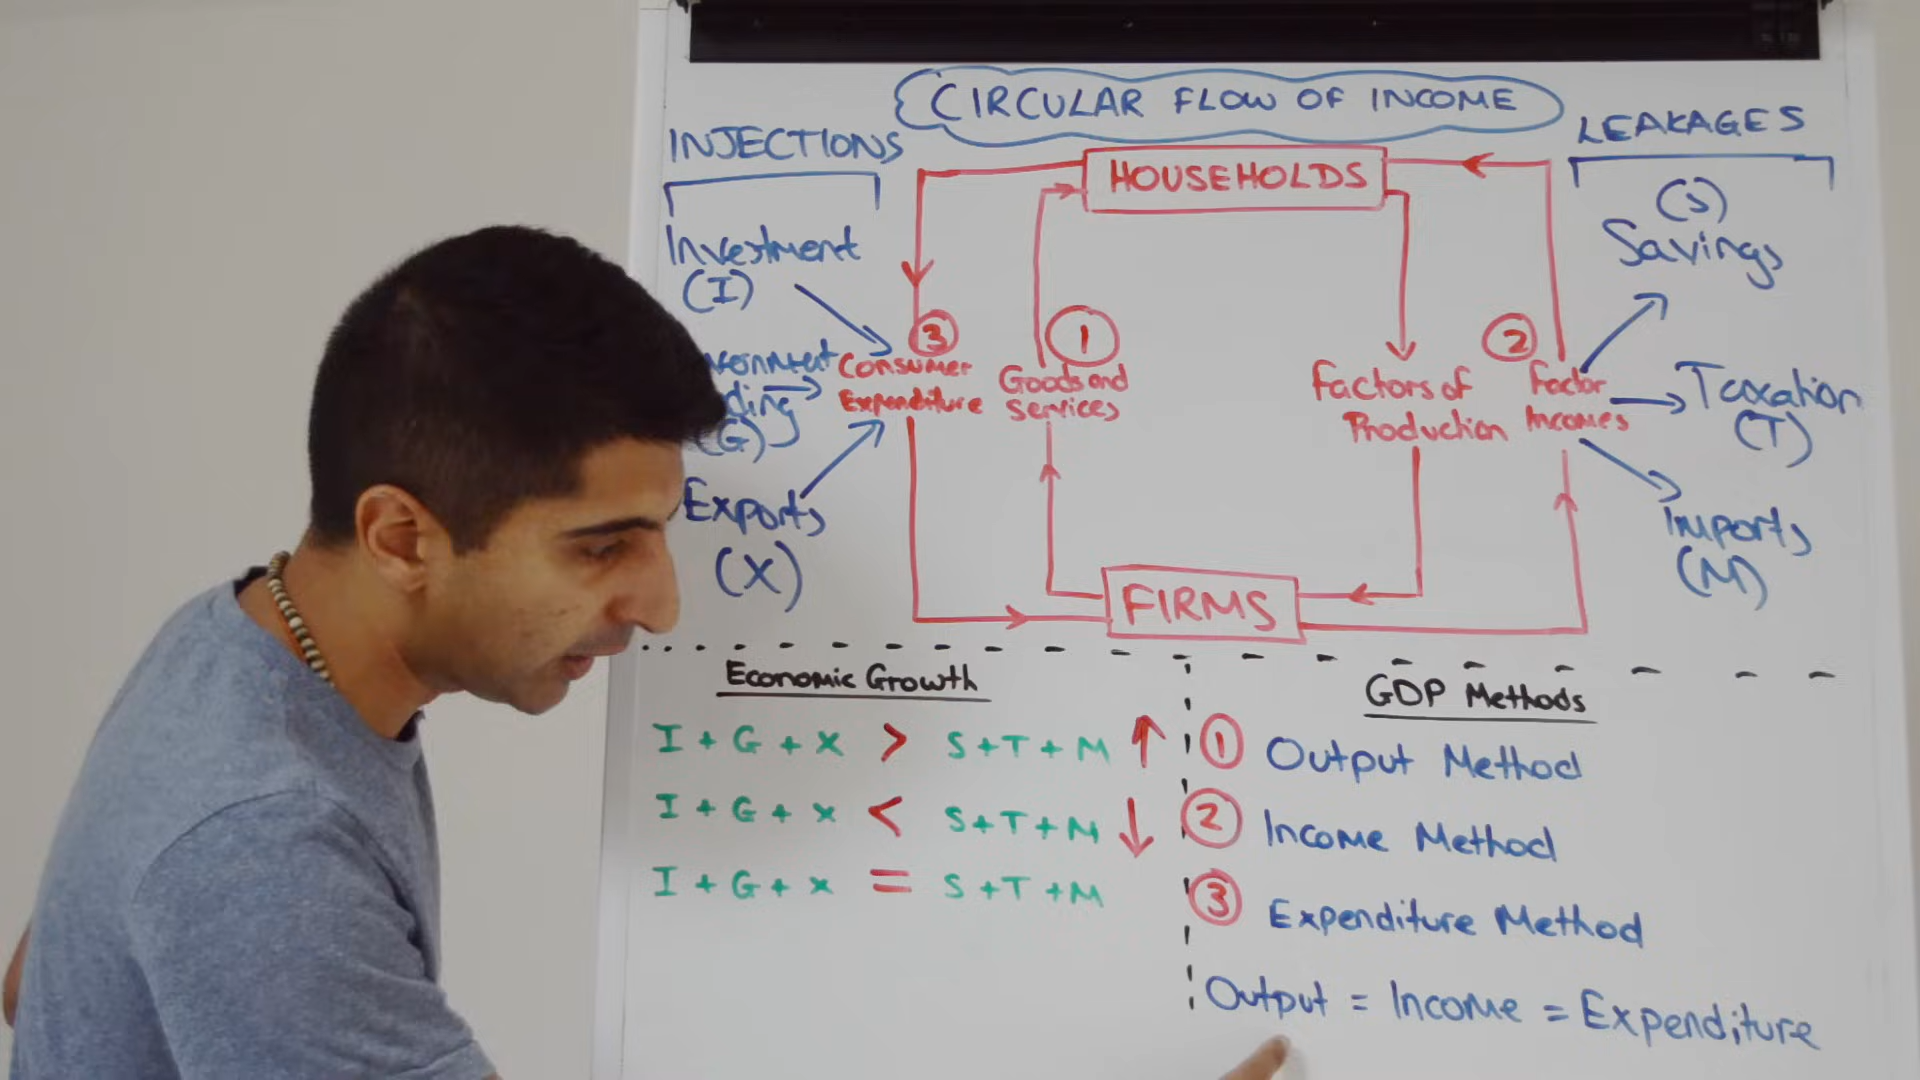 CIRCULAR FLOW OF INCOME
INJECTIONS
LEAKAGES
HOUSEHOLDS
Investment
(I)
(S)
Savings
3
Consumer
Expenditure
1
Goods and
Services
Factors of
Production
2
Factor
Incomes
Taxation
(T)
(G)
Exports
(X)
Imports
(M)
FIRMS
Economic Growth
I + G + X > S + T + M ↑
I + G + X < S + T + M ↓
I + G + X = S + T + M
GDP Methods
1 Output Method
2 Income Method
3 Expenditure Method
Output = Income = Expenditure